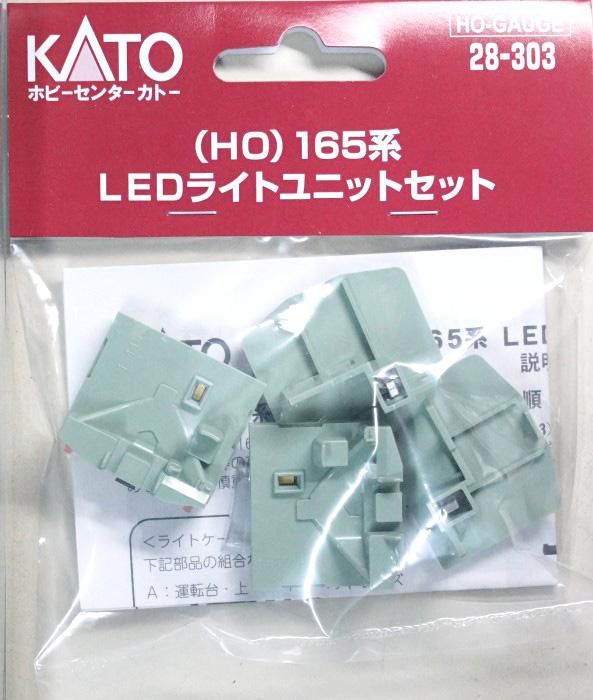 HO-GAUGE
KATO
28-303
ホビーセンターカトー
(HO) 165系
LEDライトユニットセット
KATO
65系 LED
説明
順
＜ライトケー
下記部品の組合わ
A：運転台・上